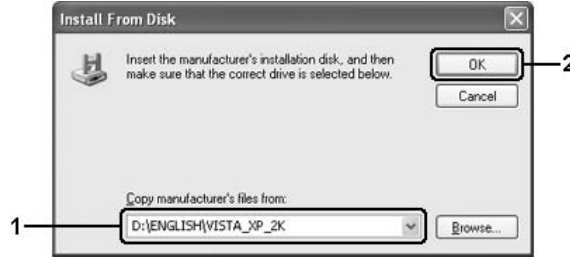 Install From Disk
Insert the manufacturer's installation disk, and then
make sure that the correct drive is selected below.
OK
2
Cancel
Copy manufacturer's files from:
1
D:\ENGLISH\VISTA_XP_2K
Browse...